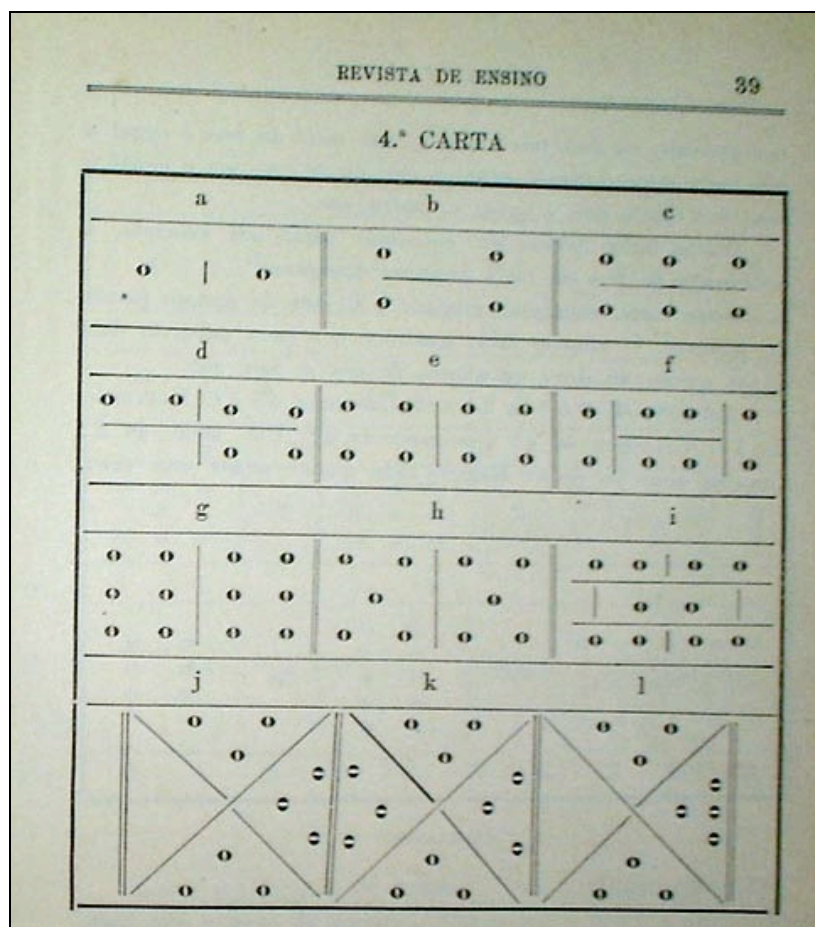 REVISTA DE ENSINO 39
4.ª CARTA
a b c
d e f
g h i
j k l